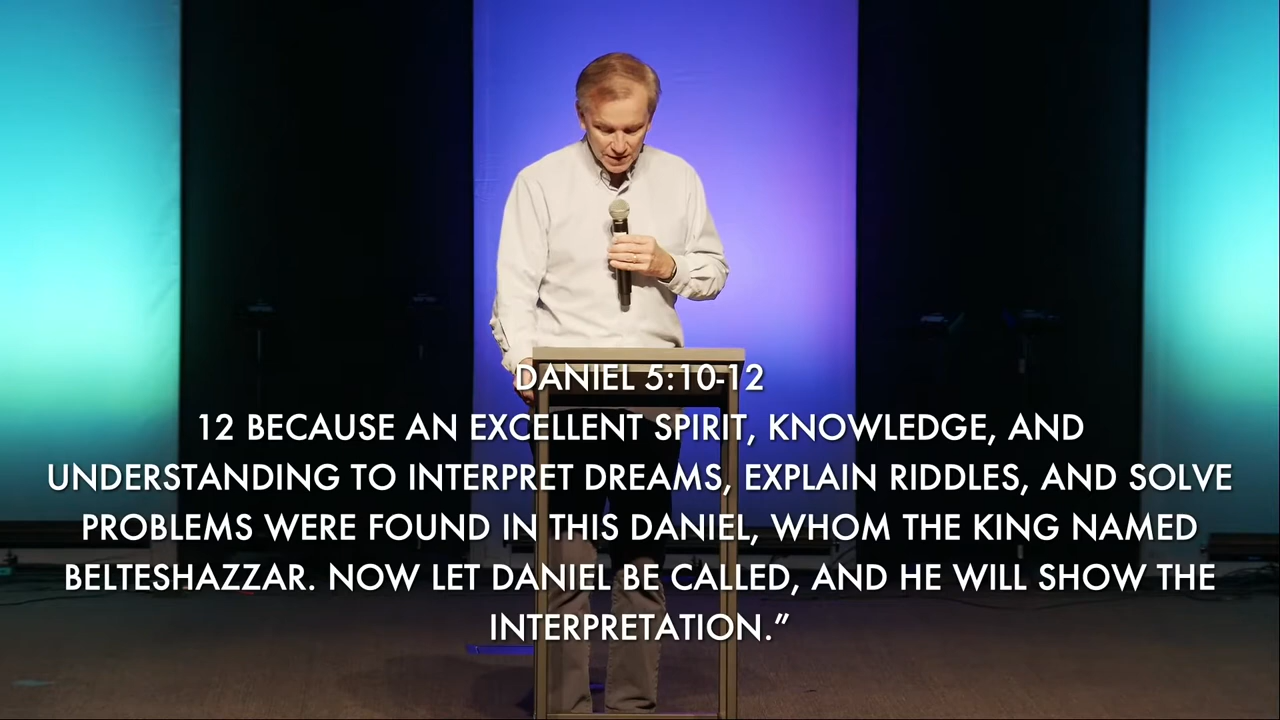 DANIEL 5:10-12
12 BECAUSE AN EXCELLENT SPIRIT, KNOWLEDGE, AND
UNDERSTANDING TO INTERPRET DREAMS, EXPLAIN RIDDLES, AND SOLVE
PROBLEMS WERE FOUND IN THIS DANIEL, WHOM THE KING NAMED
BELTESHAZZAR. NOW LET DANIEL BE CALLED, AND HE WILL SHOW THE
INTERPRETATION.”